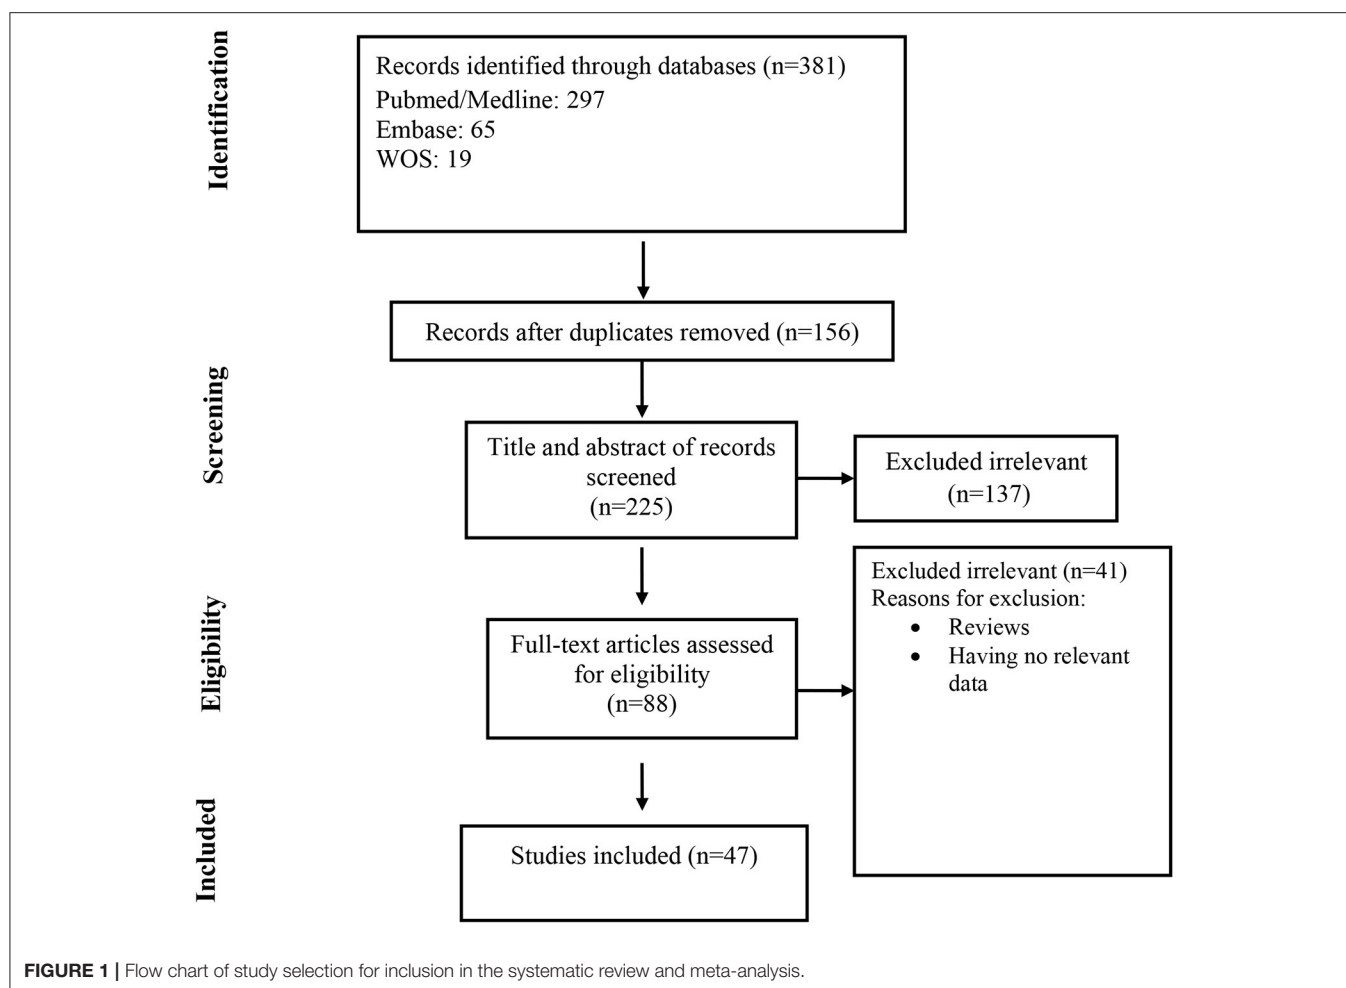 Identification
Records identified through databases (n=381)
Pubmed/Medline: 297
Embase: 65
WOS: 19
Records after duplicates removed (n=156)
Screening
Title and abstract of records
screened
(n=225)
Excluded irrelevant
(n=137)
Eligibility
Full-text articles assessed
for eligibility
(n=88)
Excluded irrelevant (n=41)
Reasons for exclusion:
• Reviews
• Having no relevant
data
Included
Studies included (n=47)
FIGURE 1 | Flow chart of study selection for inclusion in the systematic review and meta-analysis.